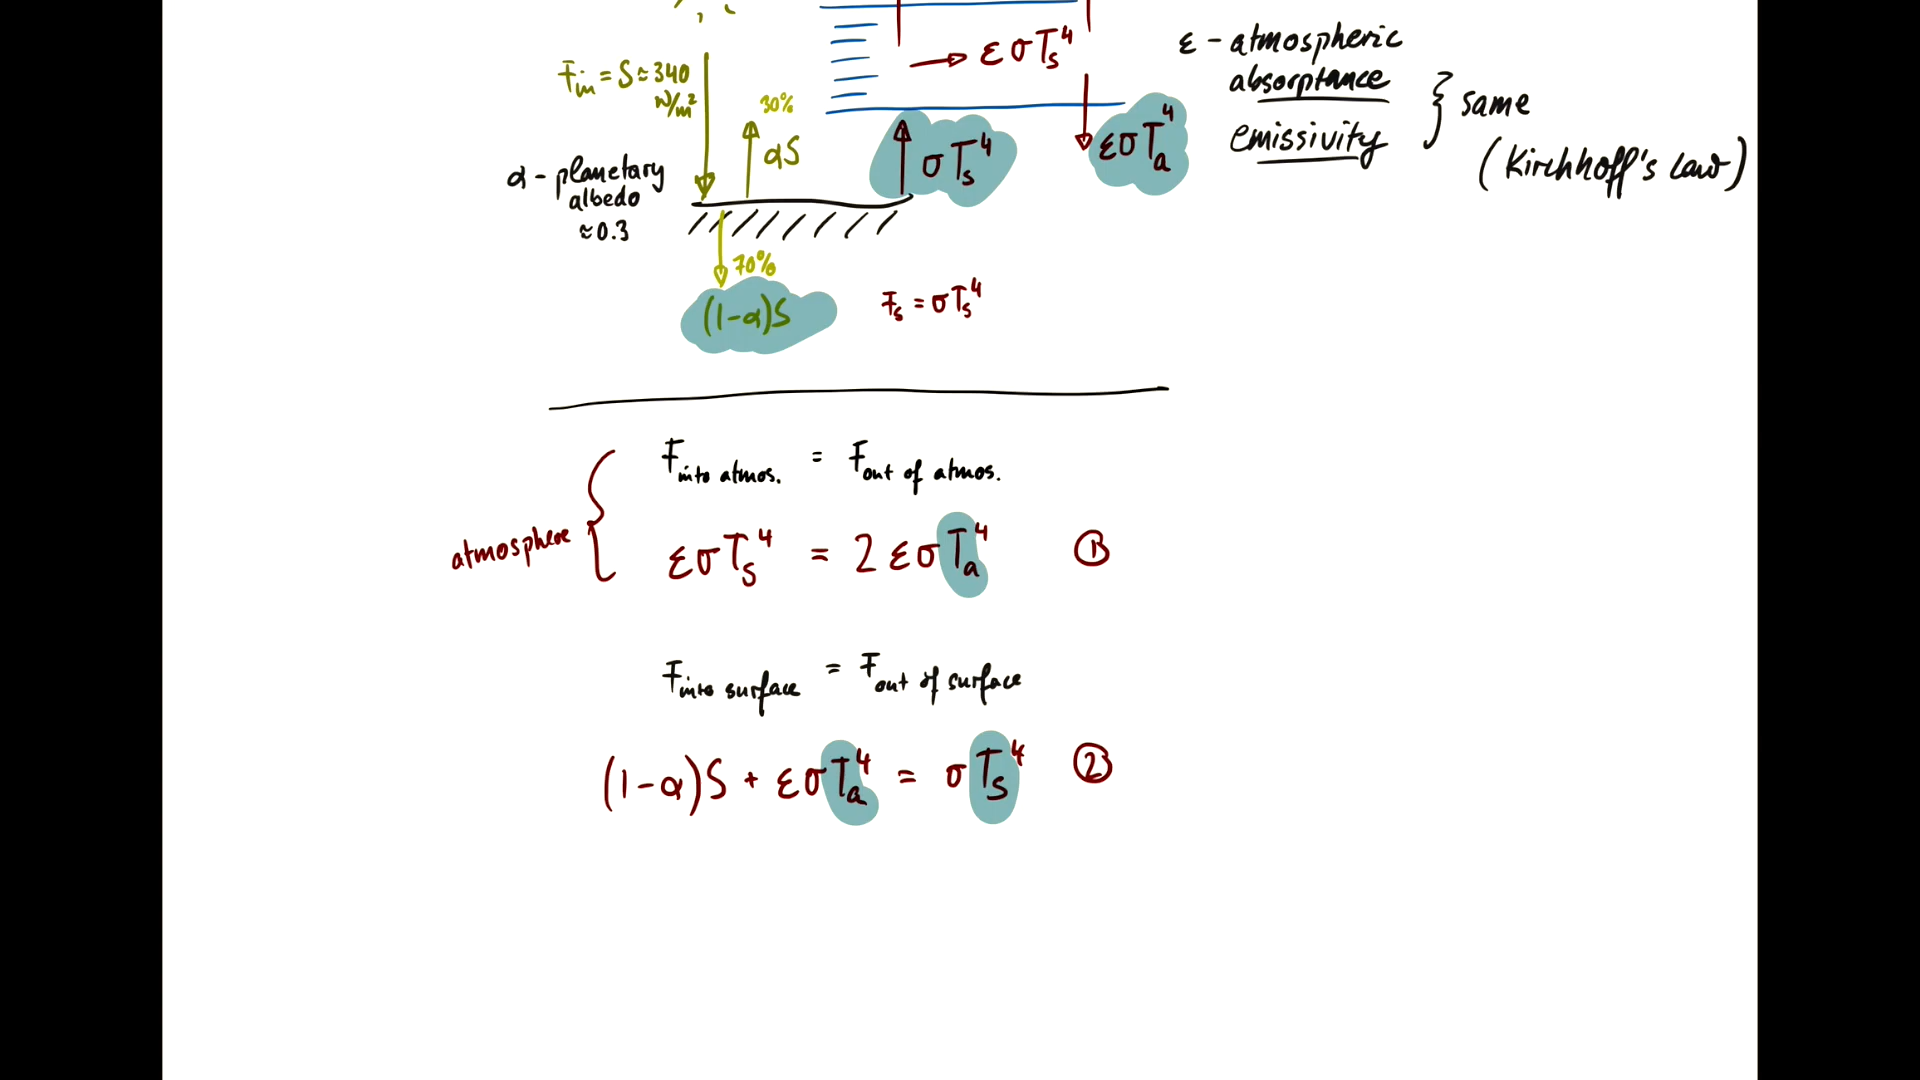 εσTₛ⁴
ε - atmospheric
absorptance
emissivity
} same
(Kirchhoff's Law)
F_in = S ≈ 340
W/m²
30%
αS
σTₛ⁴
εσTₐ⁴
α - planetary
albedo
≈ 0.3
70%
(1-α)S
Fₛ = σTₛ⁴
F_into atmos. = F_out of atmos.
atmosphere {
εσTₛ⁴ = 2εσTₐ⁴ ①
F_into surface = F_out of surface
(1-α)S + εσTₐ⁴ = σTₛ⁴ ②